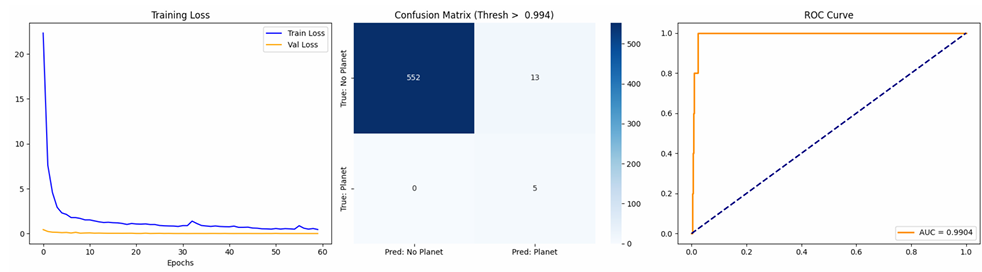 Training Loss
Train Loss
Val Loss
20
15
10
5
0
0 10 20 30 40 50 60
Epochs
Confusion Matrix (Thresh > 0.994)
True: No Planet
True: Planet
552 13
0 5
Pred: No Planet Pred: Planet
500
400
300
200
100
0
ROC Curve
1.0
0.8
0.6
0.4
0.2
0.0
0.0 0.2 0.4 0.6 0.8 1.0
AUC = 0.9904